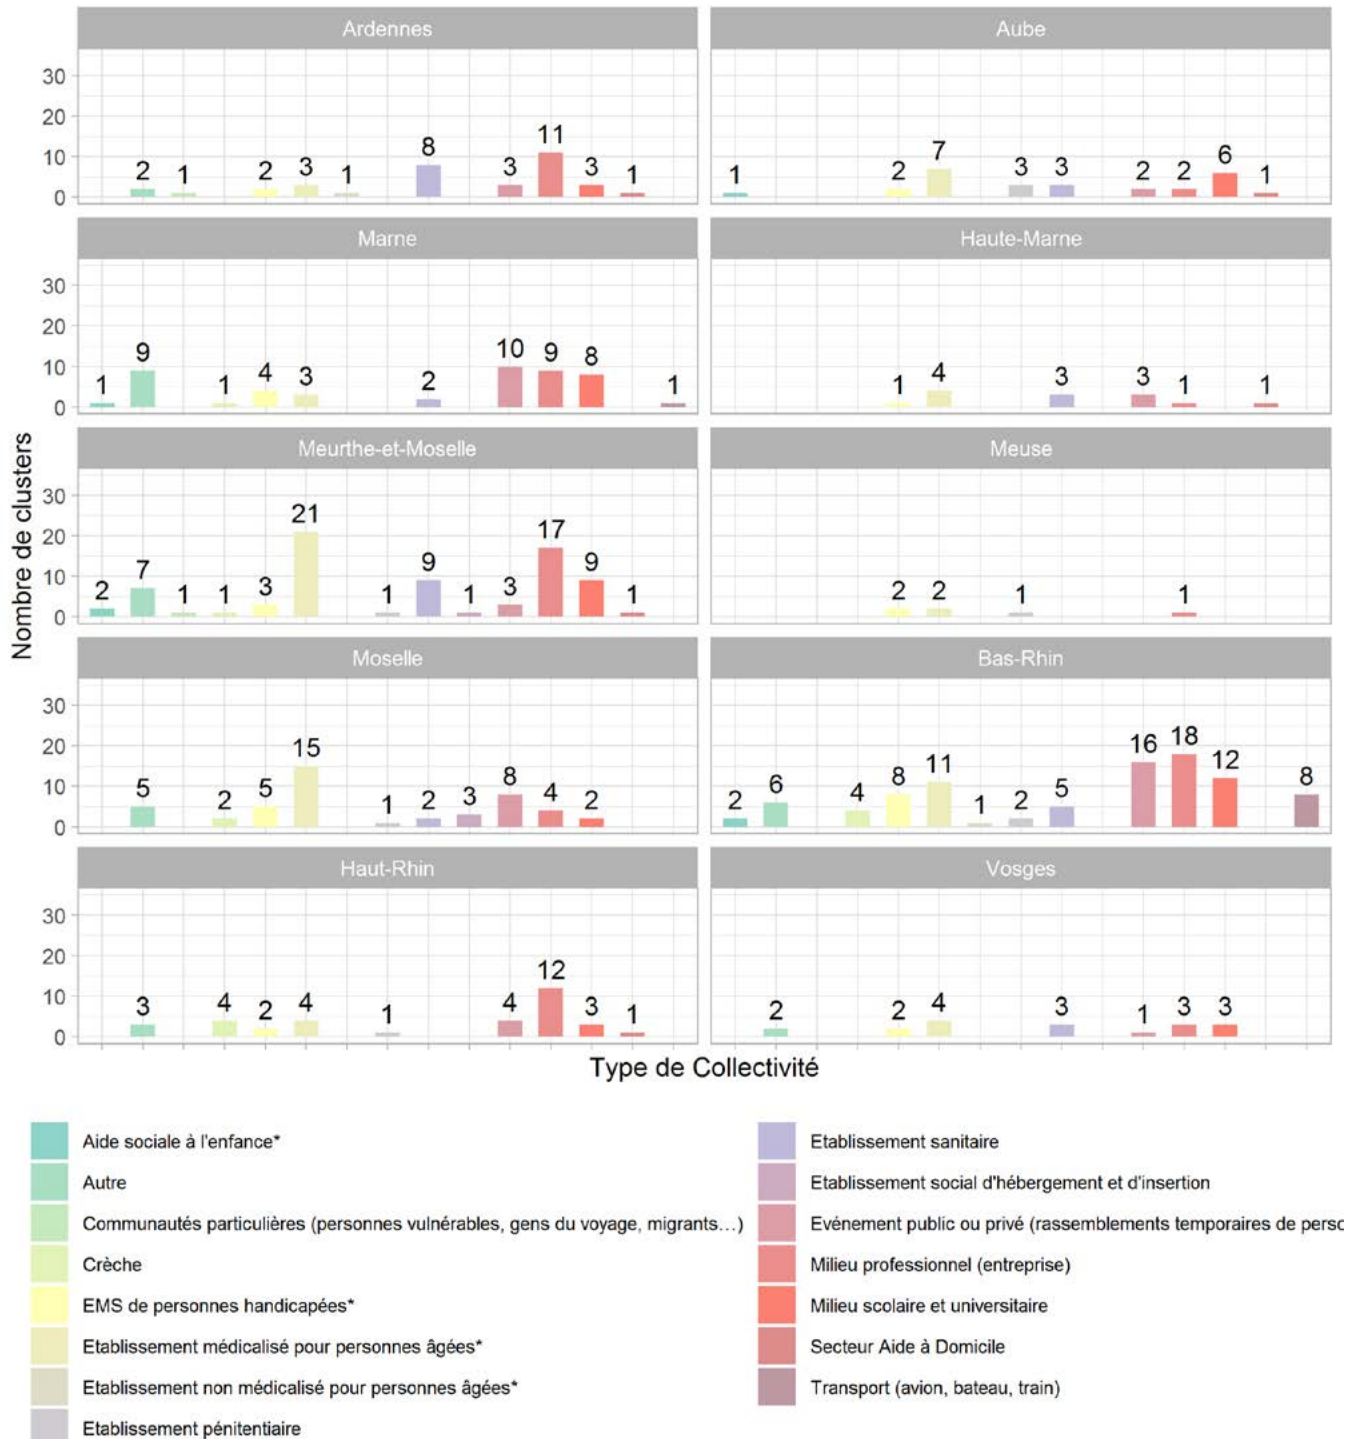 Ardennes
Aube
30
20
10
0
2 1 2 3 1 8 3 11 3 1
1 2 7 3 3 2 2 6 1
Marne
Haute-Marne
30
20
10
0
1 9 1 4 3 2 10 9 8 1
1 4 3 3 1 1
Meurthe-et-Moselle
Meuse
30
20
10
0
2 7 1 1 3 21 1 9 1 3 17 9 1
2 2 1 1
Moselle
Bas-Rhin
30
20
10
0
5 2 5 15 1 2 3 8 4 2
2 6 4 8 11 1 2 5 16 18 12 8
Haut-Rhin
Vosges
30
20
10
0
3 4 2 4 1 4 12 3 1
2 2 4 3 1 3 3
Nombre de clusters
Type de Collectivité
Aide sociale à l'enfance*
Autre
Communautés particulières (personnes vulnérables, gens du voyage, migrants…)
Crèche
EMS de personnes handicapées*
Etablissement médicalisé pour personnes âgées*
Etablissement non médicalisé pour personnes âgées*
Etablissement pénitentiaire
Etablissement sanitaire
Etablissement social d'hébergement et d'insertion
Evénement public ou privé (rassemblements temporaires de perso
Milieu professionnel (entreprise)
Milieu scolaire et universitaire
Secteur Aide à Domicile
Transport (avion, bateau, train)